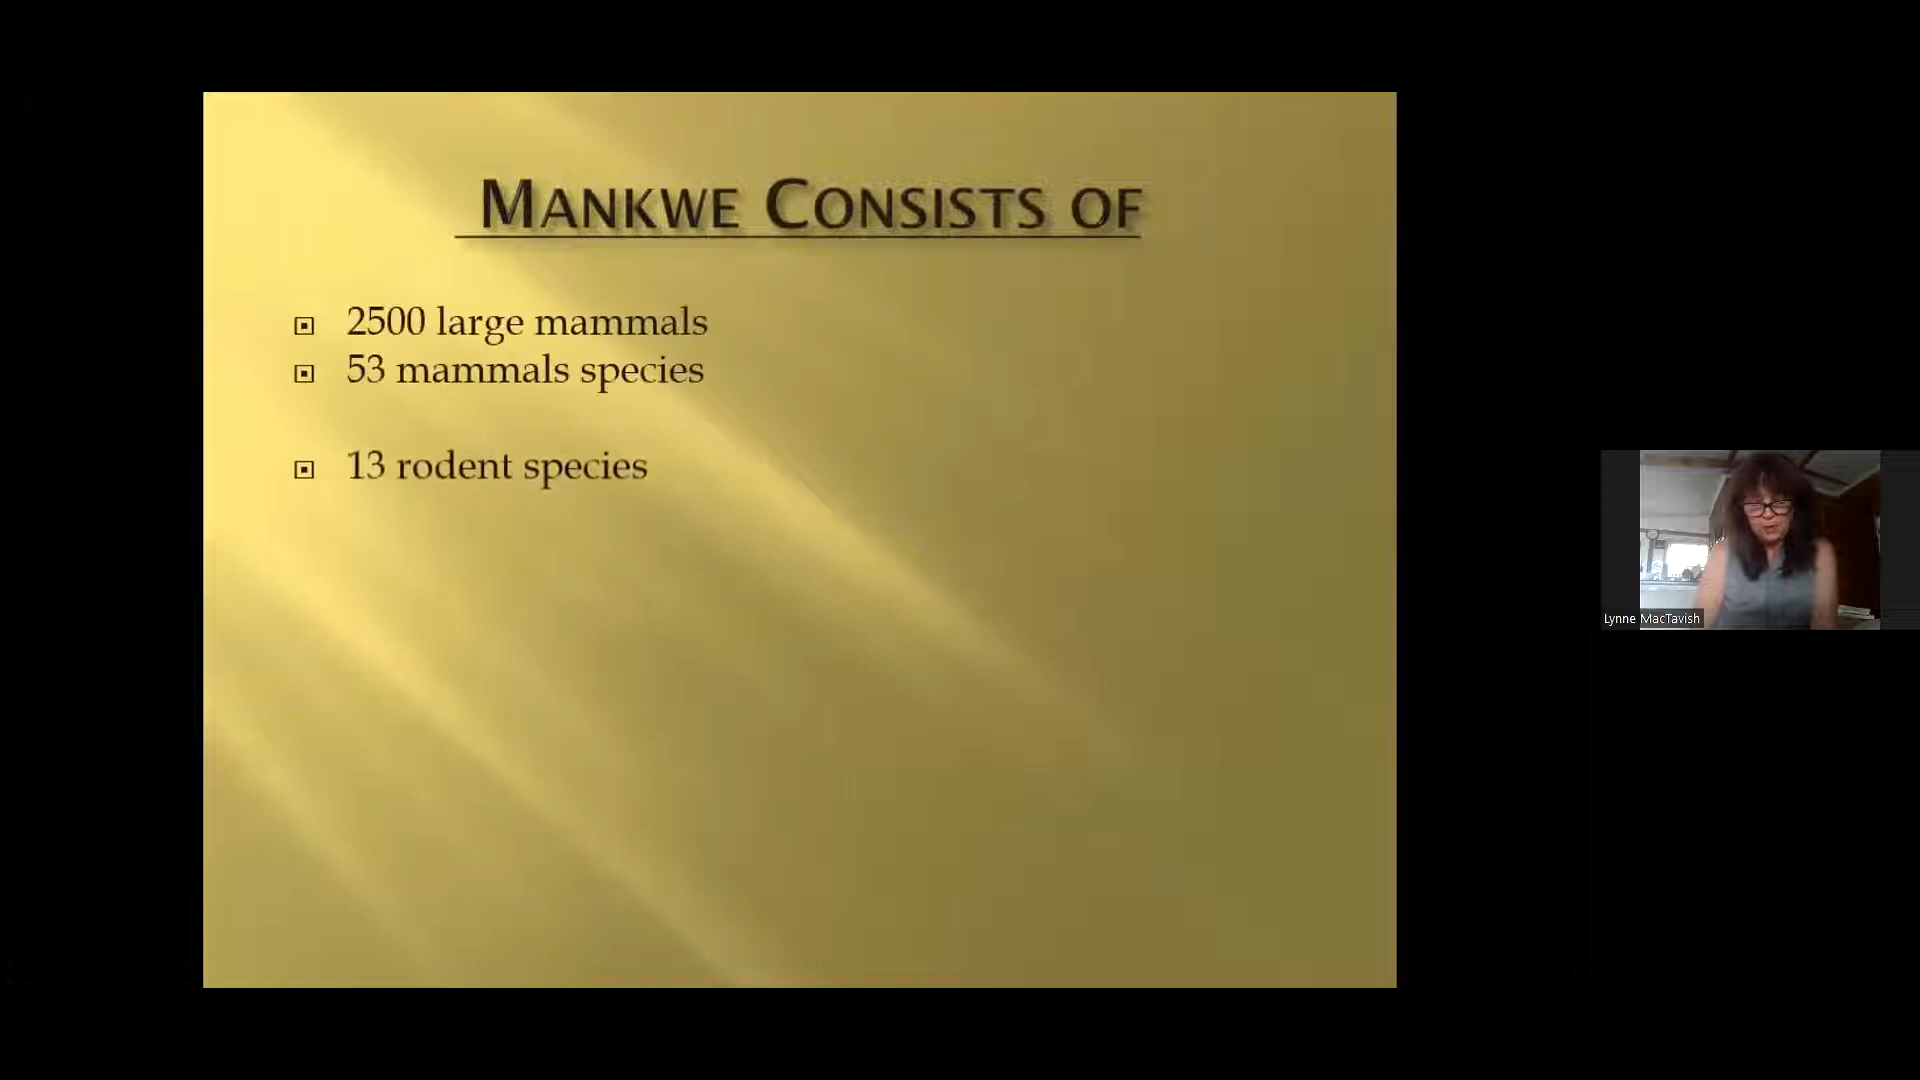 Mankwe Consists of
2500 large mammals
53 mammals species
13 rodent species
Lynne MacTavish